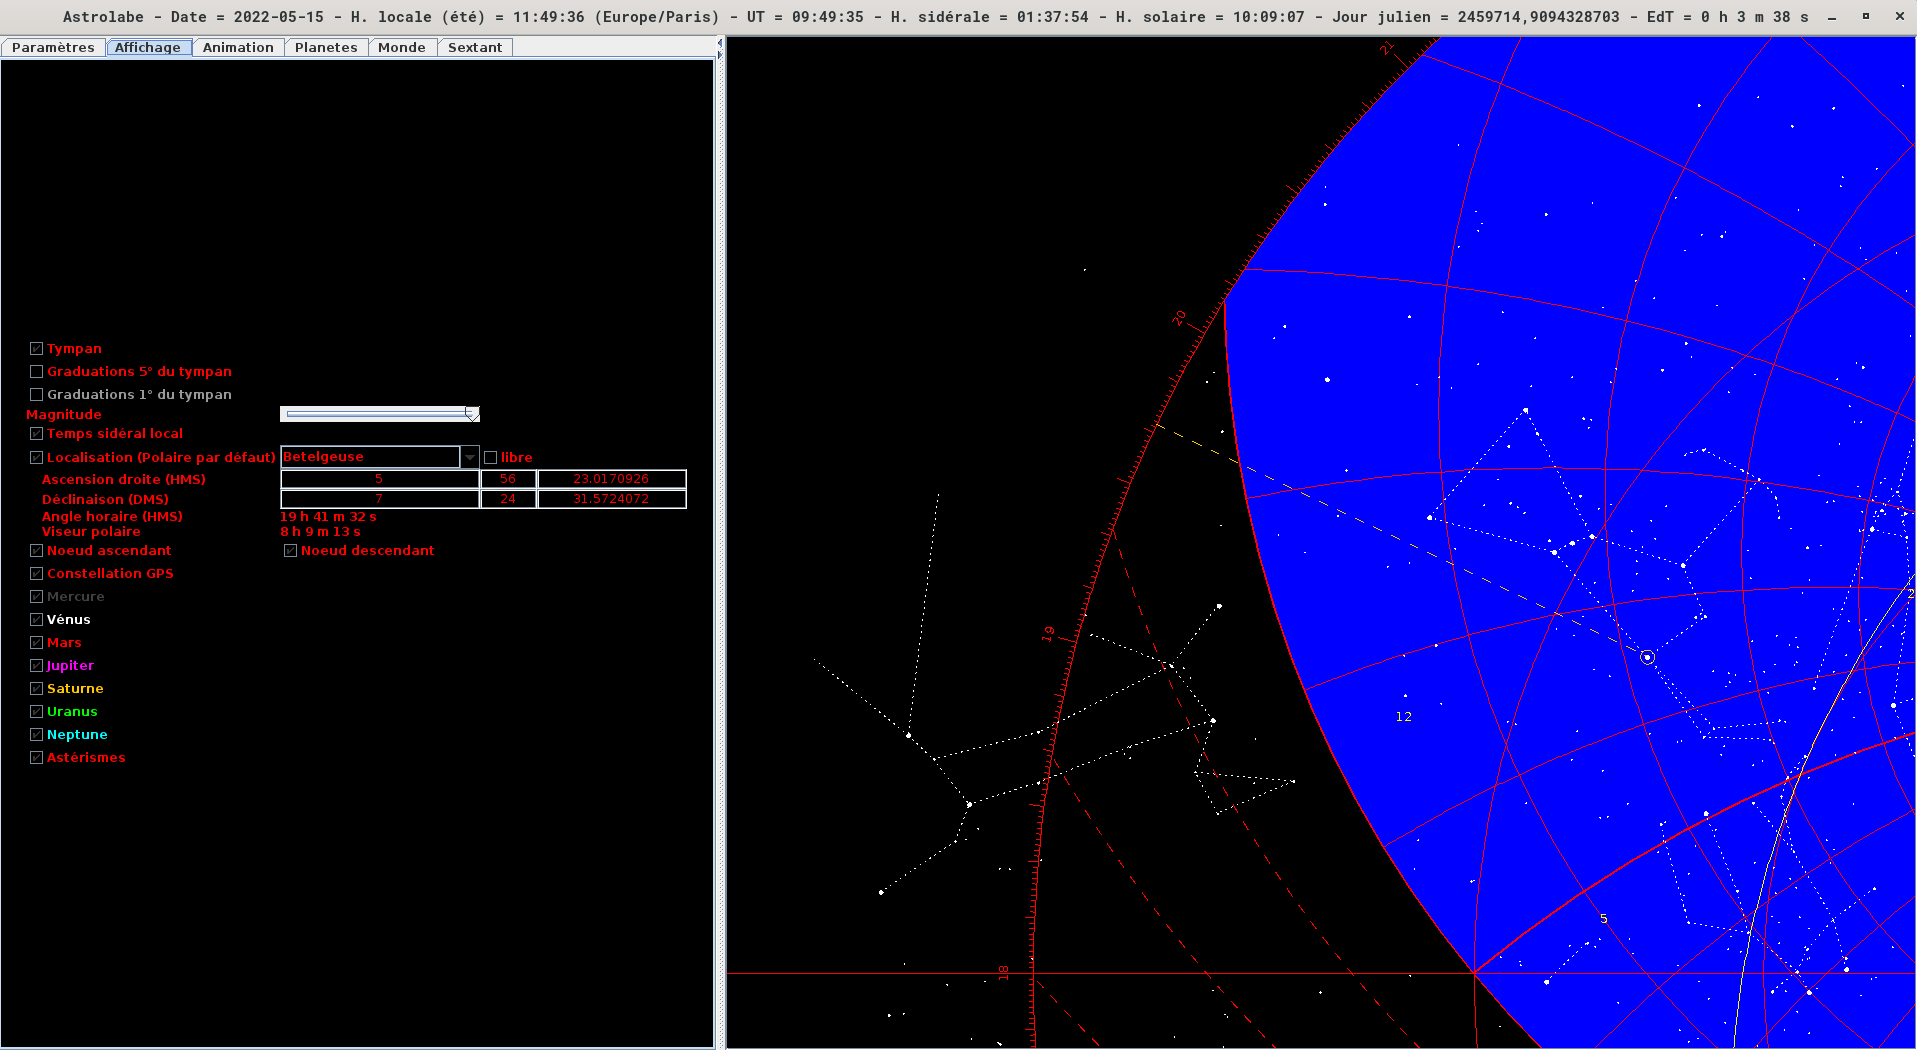 Astrolabe - Date = 2022-05-15 - H. locale (été) = 11:49:36 (Europe/Paris) - UT = 09:49:35 - H. sidérale = 01:37:54 - H. solaire = 10:09:07 - Jour julien = 2459714,9094328703 - EdT = 0 h 3 m 38 s
Paramètres Affichage Animation Planetes Monde Sextant
Tympan
Graduations 5° du tympan
Graduations 1° du tympan
Magnitude
Temps sidéral local
Localisation (Polaire par défaut) Betelgeuse libre
Ascension droite (HMS) 5 56 23.0170926
Déclinaison (DMS) 7 24 31.5724072
Angle horaire (HMS) 19 h 41 m 32 s
Viseur polaire 8 h 9 m 13 s
Noeud ascendant Noeud descendant
Constellation GPS
Mercure
Vénus
Mars
Jupiter
Saturne
Uranus
Neptune
Astérismes
21
20
19
18
12
5
2